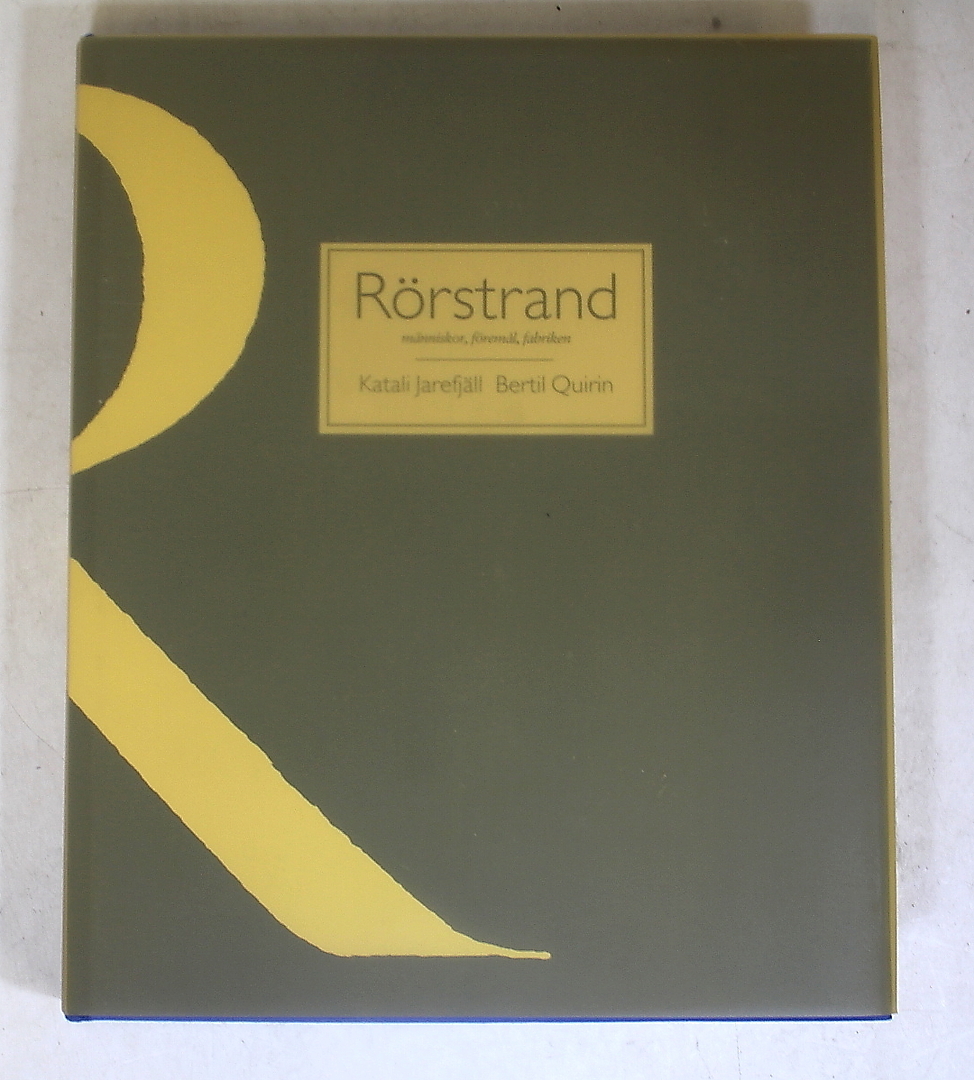 R
Rörstrand
människor, föremål, fabriken
Katali Jarefjäll Bertil Quirin